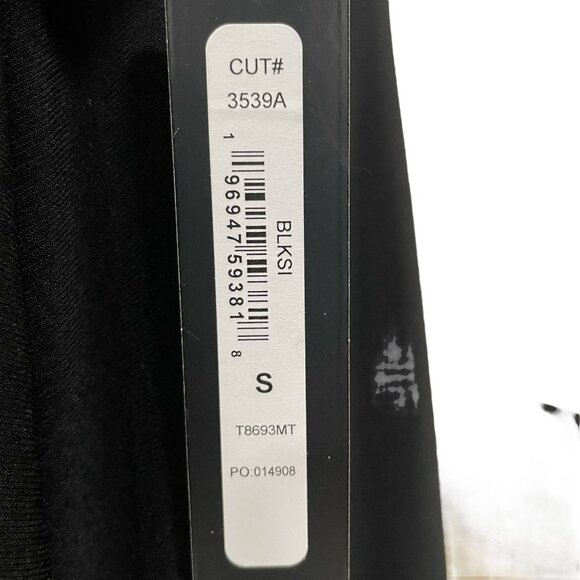 CUT#
3539A
BLKSI
1 96947 59381 8
S
T8693MT
PO:014908